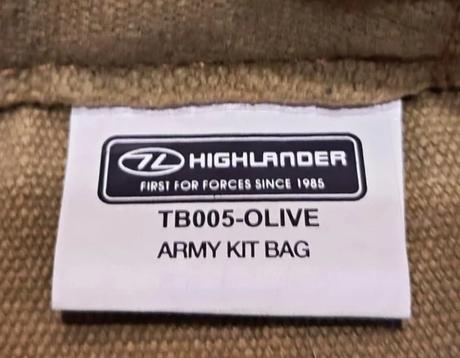 HIGHLANDER
FIRST FOR FORCES SINCE 1985
TB005-OLIVE
ARMY KIT BAG